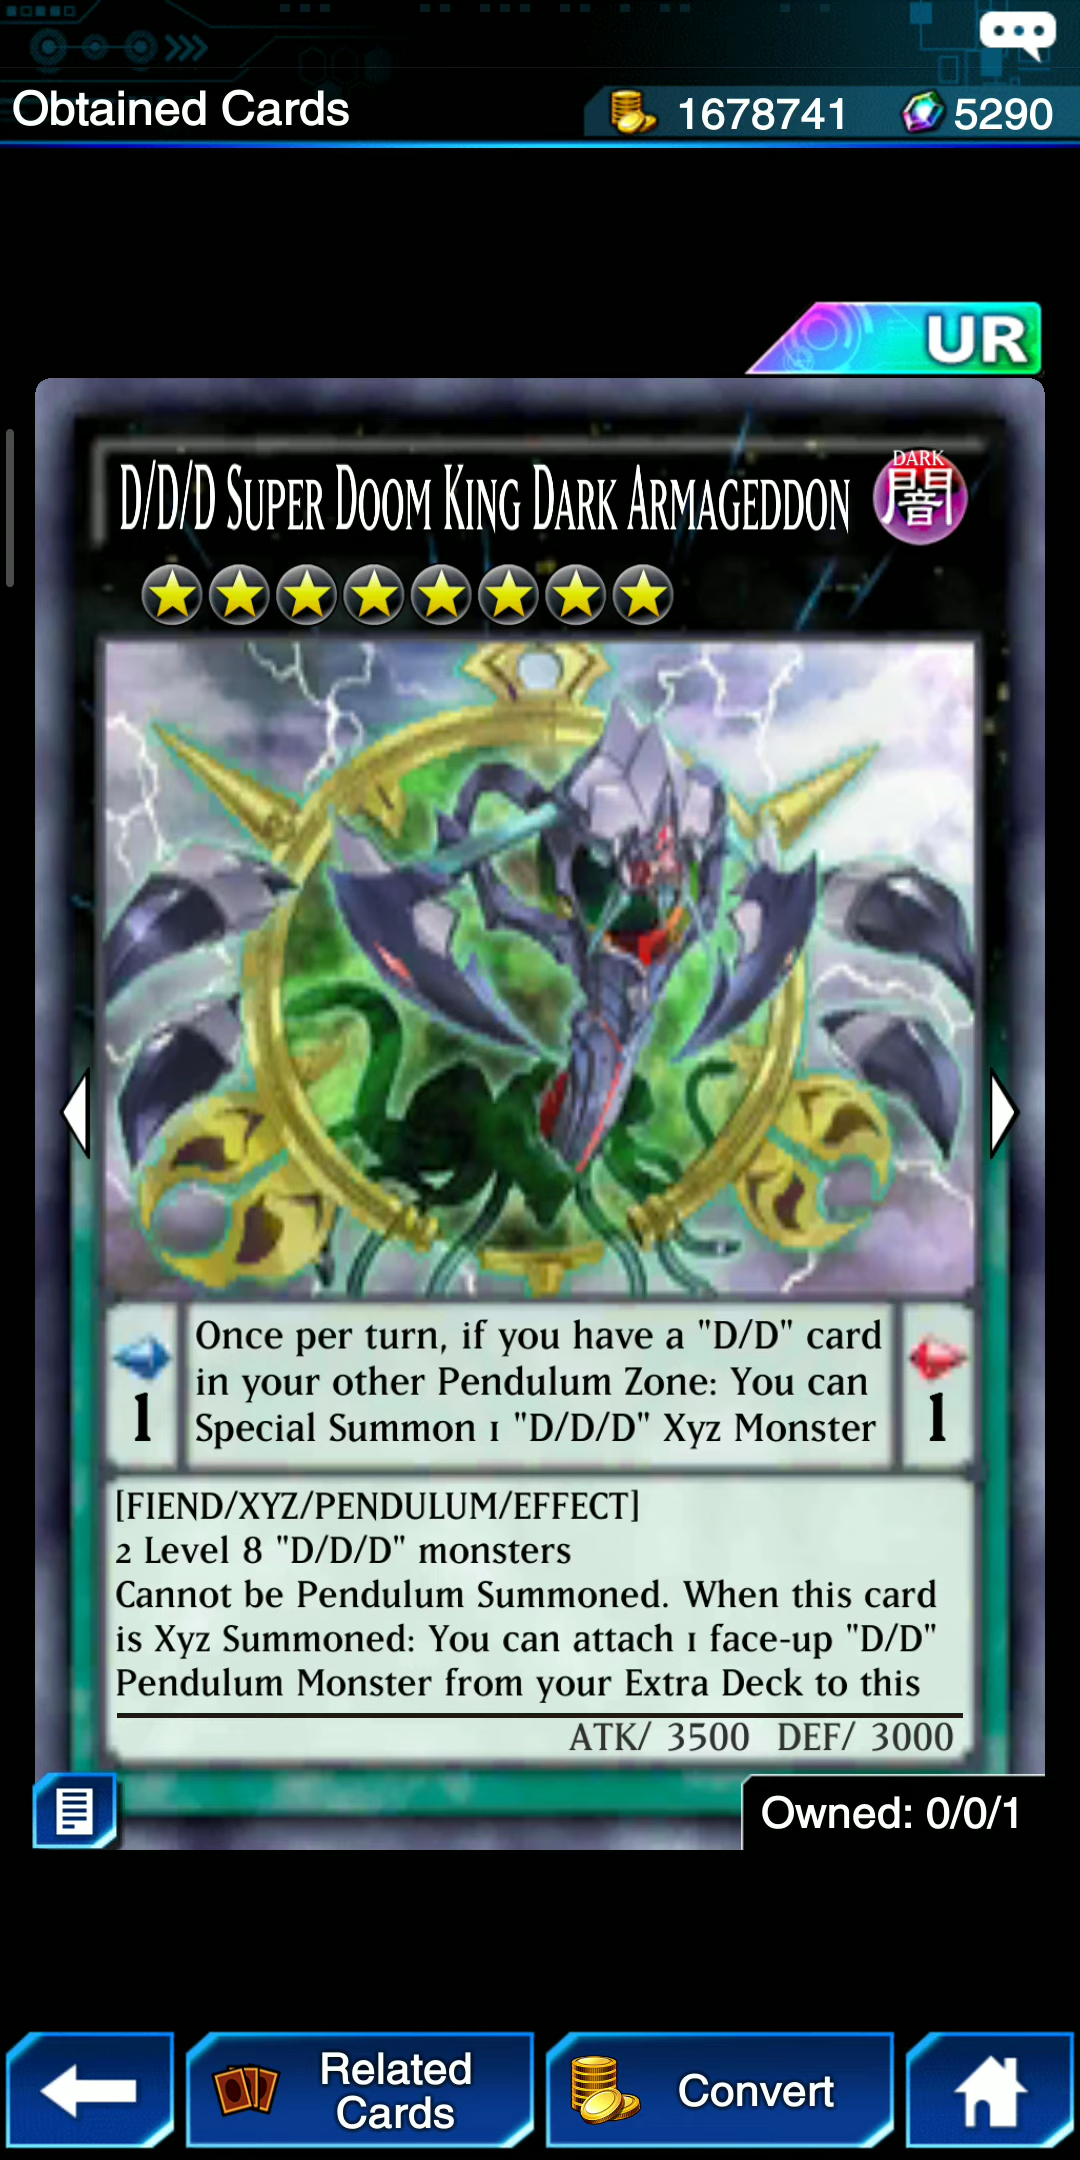 Obtained Cards
1678741
5290
UR
D/D/D Super Doom King Dark Armageddon
DARK
闇
Once per turn, if you have a "D/D" card
in your other Pendulum Zone: You can
Special Summon 1 "D/D/D" Xyz Monster
1
1
[FIEND/XYZ/PENDULUM/EFFECT]
2 Level 8 "D/D/D" monsters
Cannot be Pendulum Summoned. When this card
is Xyz Summoned: You can attach 1 face-up "D/D"
Pendulum Monster from your Extra Deck to this
ATK/ 3500 DEF/ 3000
Owned: 0/0/1
Related
Cards
Convert